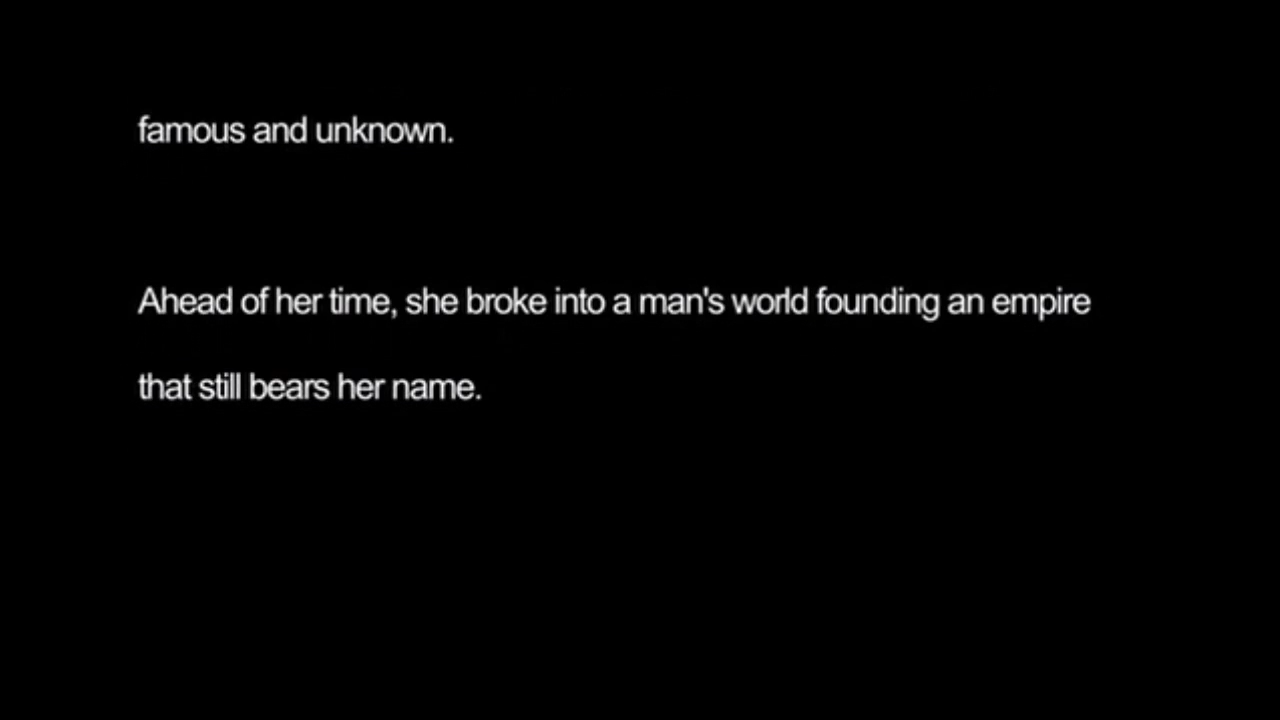 famous and unknown.
Ahead of her time, she broke into a man's world founding an empire
that still bears her name.